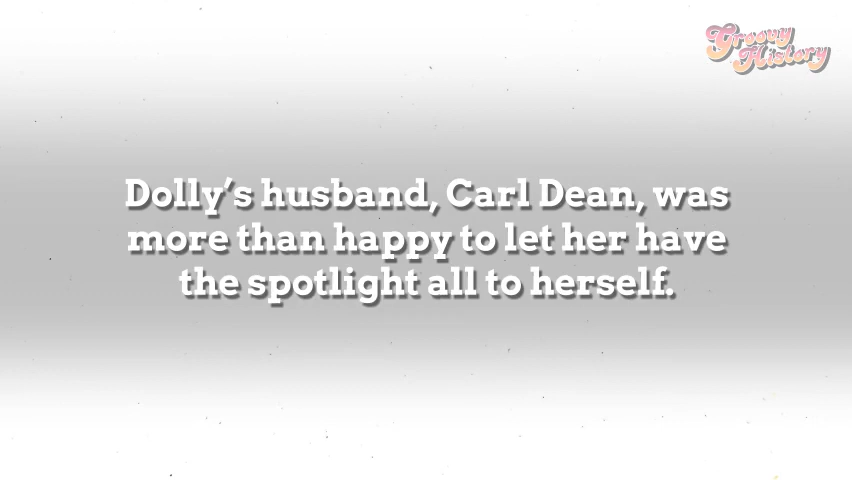 Groovy
History
Dolly's husband, Carl Dean, was
more than happy to let her have
the spotlight all to herself.